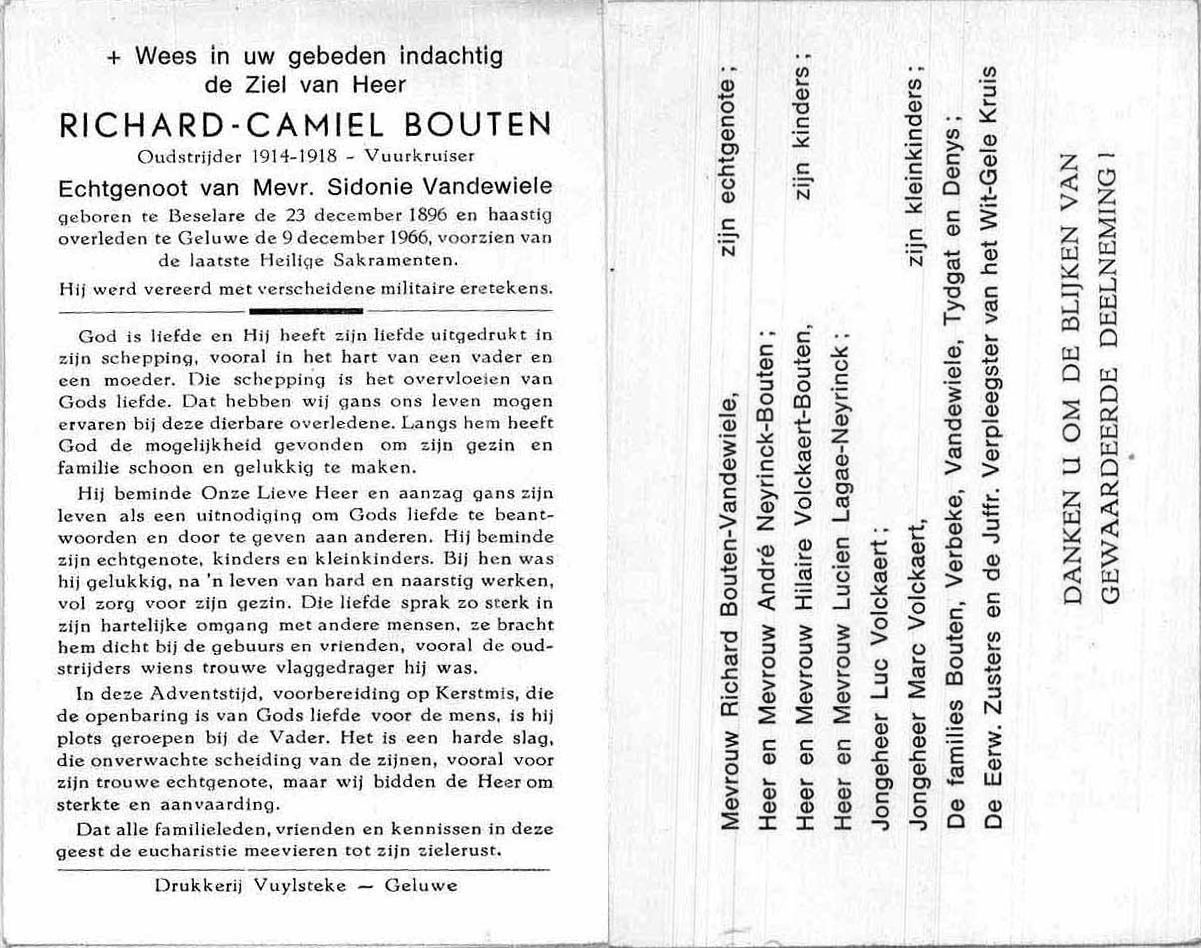 + Wees in uw gebeden indachtig
de Ziel van Heer
RICHARD-CAMIEL BOUTEN
Oudstrijder 1914-1918 - Vuurkruiser
Echtgenoot van Mevr. Sidonie Vandewiele
geboren te Beselare de 23 december 1896 en haastig
overleden te Geluwe de 9 december 1966, voorzien van
de laatste Heilige Sakramenten.
Hij werd vereerd met verscheidene militaire eretekens.
God is liefde en Hij heeft zijn liefde uitgedrukt in
zijn schepping, vooral in het hart van een vader en
een moeder. Die schepping is het overvloeien van
Gods liefde. Dat hebben wij gans ons leven mogen
ervaren bij deze dierbare overledene. Langs hem heeft
God de mogelijkheid gevonden om zijn gezin en
familie schoon en gelukkig te maken.
Hij beminde Onze Lieve Heer en aanzag gans zijn
leven als een uitnodiging om Gods liefde te beant-
woorden en door te geven aan anderen. Hij beminde
zijn echtgenote, kinders en kleinkinders. Bij hen was
hij gelukkig, na 'n leven van hard en naarstig werken,
vol zorg voor zijn gezin. Die liefde sprak zo sterk in
zijn hartelijke omgang met andere mensen, ze bracht
hem dicht bij de gebuurs en vrienden, vooral de oud-
strijders wiens trouwe vlaggedrager hij was.
In deze Adventstijd, voorbereiding op Kerstmis, die
de openbaring is van Gods liefde voor de mens, is hij
plots geroepen bij de Vader. Het is een harde slag,
die onverwachte scheiding van de zijnen, vooral voor
zijn trouwe echtgenote, maar wij bidden de Heer om
sterkte en aanvaarding.
Dat alle familieleden, vrienden en kennissen in deze
geest de eucharistie meevieren tot zijn zielerust.
Drukkerij Vuylsteke — Geluwe
Mevrouw Richard Bouten-Vandewiele, zijn echtgenote ;
Heer en Mevrouw André Neyrinck-Bouten ;
Heer en Mevrouw Hilaire Volckaert-Bouten, zijn kinders ;
Heer en Mevrouw Lucien Lagae-Neyrinck ;
Jongeheer Luc Volckaert ;
Jongeheer Marc Volckaert, zijn kleinkinders ;
De families Bouten, Verbeke, Vandewiele, Tydgat en Denys ;
De Eerw. Zusters en de Juffr. Verpleegster van het Wit-Gele Kruis
DANKEN U OM DE BLIJKEN VAN
GEWAARDEERDE DEELNEMING !